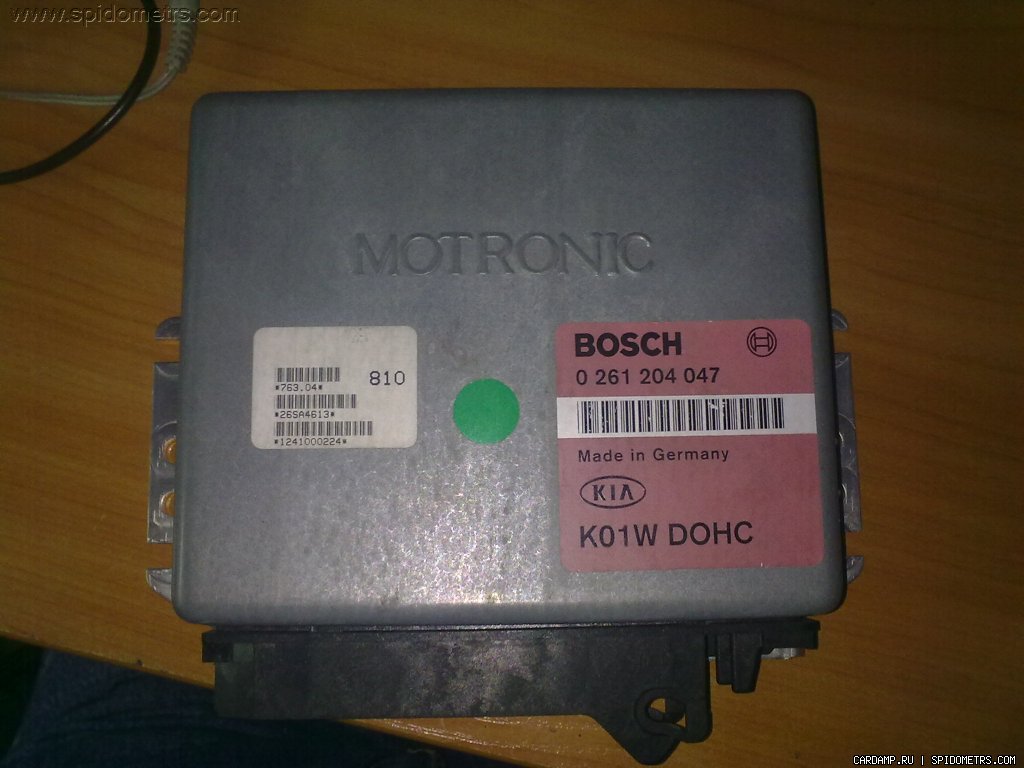 www.spidometrs.com
MOTRONIC
810
*763.04*
*26SA4613*
*1241000224*
BOSCH
0 261 204 047
Made in Germany
KIA
K01W DOHC
CARDAMP.RU | SPIDOMETRS.COM